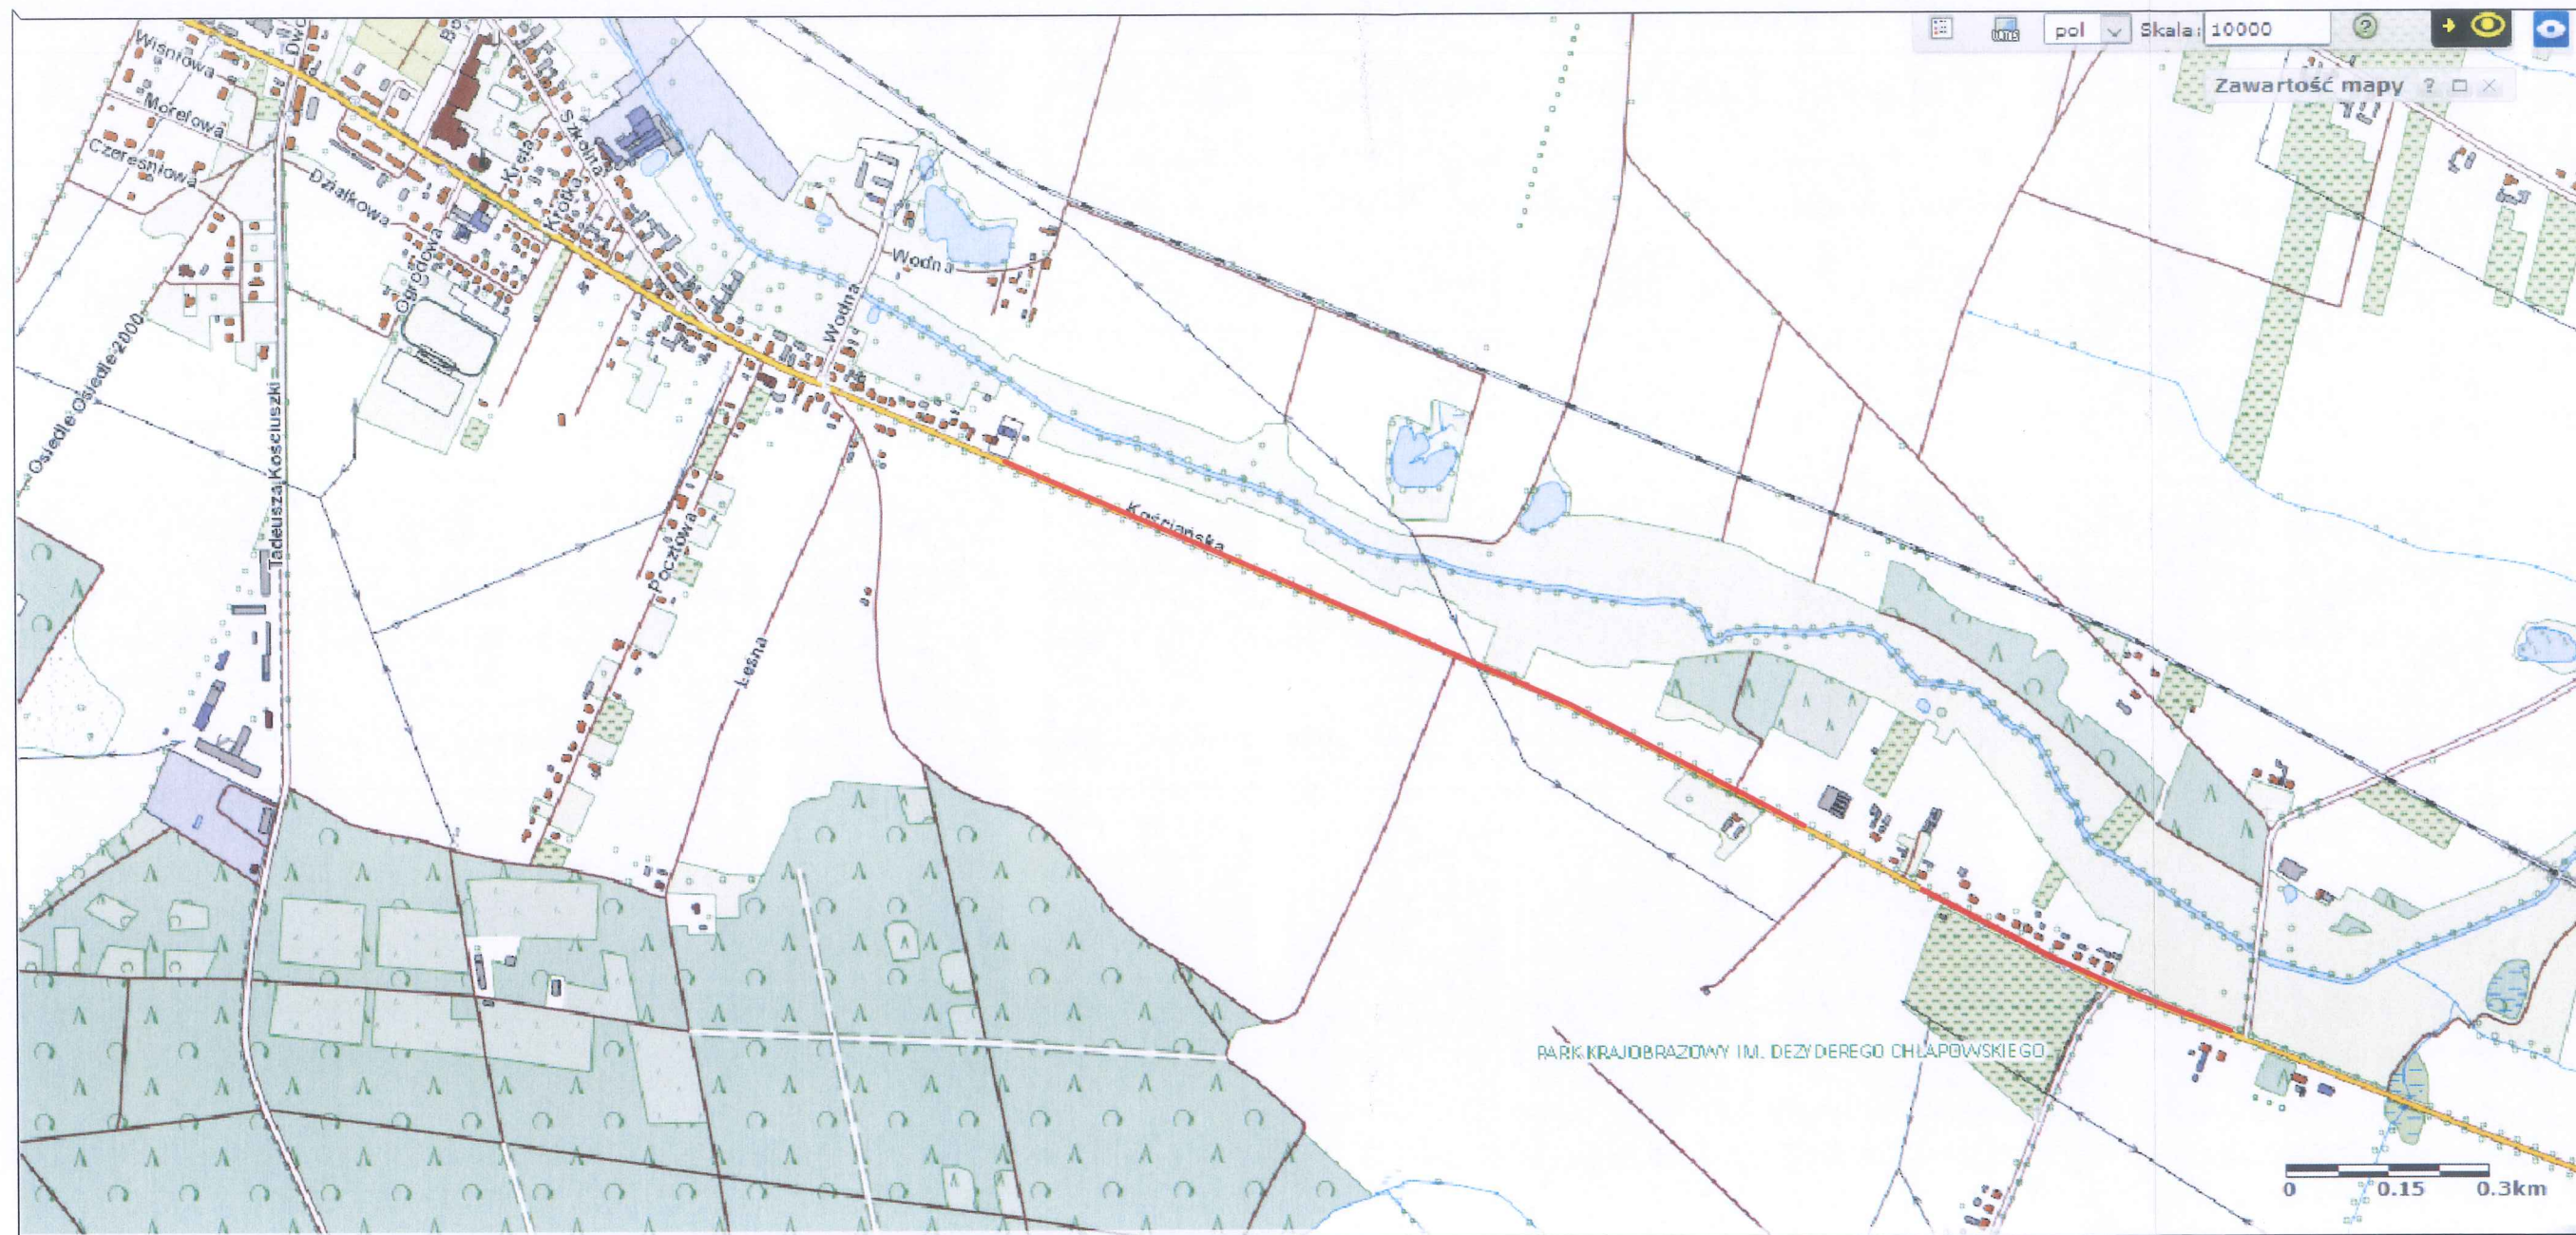 pol Skala: 10000 ?
Zawartość mapy ? □ ×
Wiśniowa
Morelowa
Czereśniowa
Działkowa
Szkolna
Kręta
Krótka
Ogrodowa
Wodna
Wodna
Osiedle Osiedle 2000
Tadeusza Kościuszki
Pocztowa
Leśna
Kościańska
PARK KRAJOBRAZOWY IM. DEZYDEREGO CHŁAPOWSKIEGO
0 0.15 0.3km